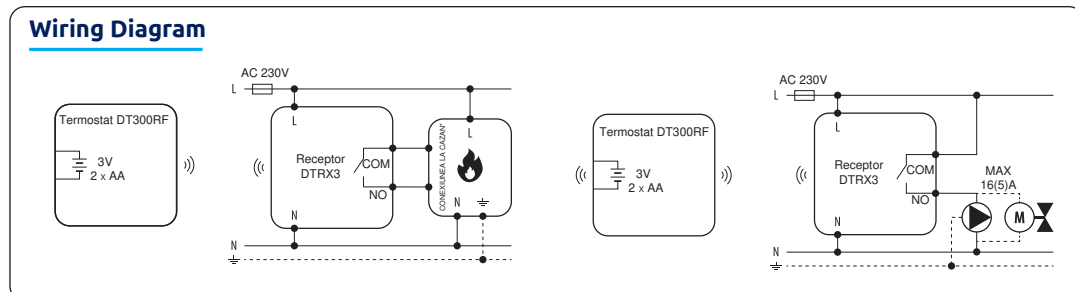 Wiring Diagram
Termostat DT300RF
3V
2 x AA
AC 230V
L
L
Receptor
DTRX3
COM
NO
N
CONEXIUNEA LA CAZAN*
L
N
N
Termostat DT300RF
3V
2 x AA
AC 230V
L
L
Receptor
DTRX3
COM
NO
N
MAX
16(5)A
M
N